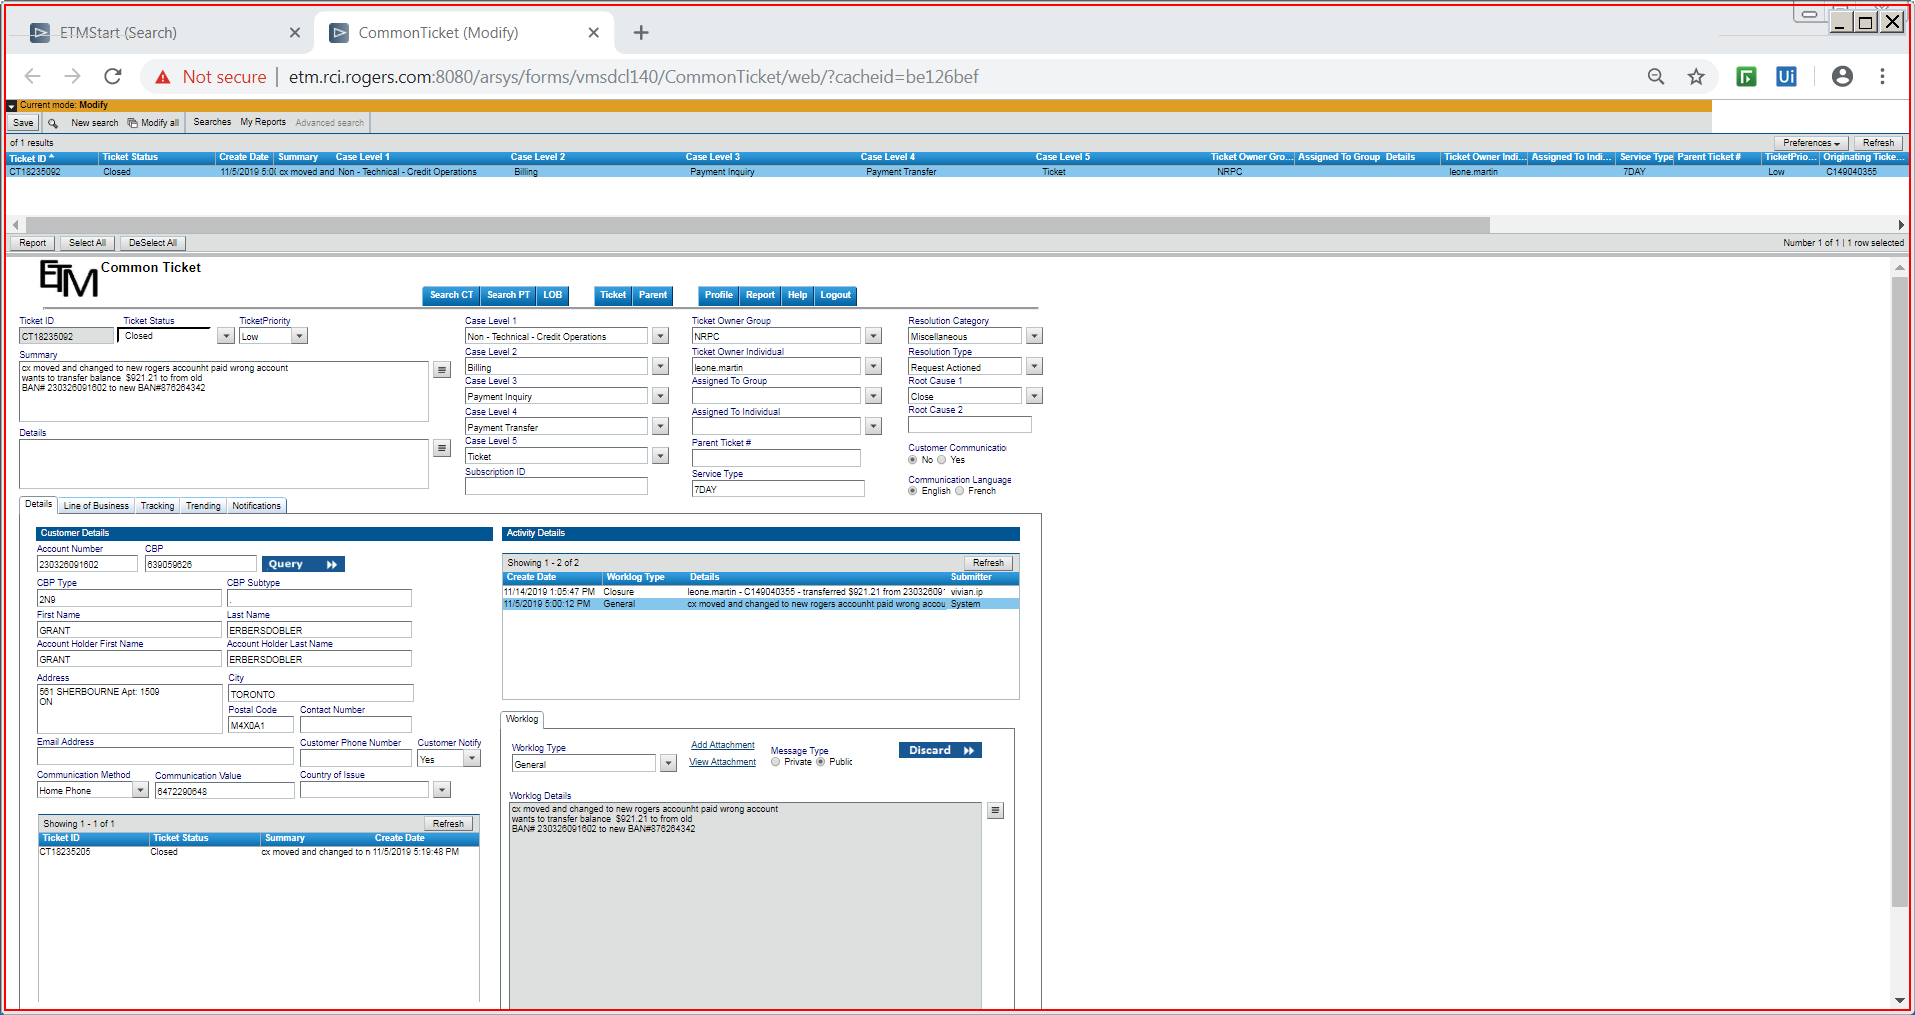 ETMStart (Search)
CommonTicket (Modify)
Not secure
etm.rci.rogers.com:8080/arsys/forms/vmsdcl140/CommonTicket/web/?cacheid=be126bef
Ui
Current mode: Modify
Save New search Modify all Searches My Reports Advanced search
of 1 results Preferences Refresh
Ticket ID Ticket Status Create Date Summary Case Level 1 Case Level 2 Case Level 3 Case Level 4 Case Level 5 Ticket Owner Gro... Assigned To Group Details Ticket Owner Indi... Assigned To Indi... Service Type Parent Ticket # TicketPrio... Originating Ticke...
CT18235092 Closed 11/5/2019 5:0( cx moved and Non - Technical - Credit Operations Billing Payment Inquiry Payment Transfer Ticket NRPC leone.martin 7DAY Low C149040355
Report Select All DeSelect All Number 1 of 1 | 1 row selected
ETM Common Ticket
Search CT Search PT LOB Ticket Parent Profile Report Help Logout
Ticket ID Ticket Status TicketPriority
CT18235092 Closed Low
Summary
cx moved and changed to new rogers accounht paid wrong account
wants to transfer balance $921.21 to from old
BAN# 230326091602 to new BAN#876264342
Details
Case Level 1
Non - Technical - Credit Operations
Case Level 2
Billing
Case Level 3
Payment Inquiry
Case Level 4
Payment Transfer
Case Level 5
Ticket
Subscription ID
Ticket Owner Group
NRPC
Ticket Owner Individual
leone.martin
Assigned To Group
Assigned To Individual
Parent Ticket #
Service Type
7DAY
Resolution Category
Miscellaneous
Resolution Type
Request Actioned
Root Cause 1
Close
Root Cause 2
Customer Communicatio
No Yes
Communication Language
English French
Details Line of Business Tracking Trending Notifications
Customer Details
Account Number CBP
230326091602 639059626 Query
CBP Type CBP Subtype
2N9 .
First Name Last Name
GRANT ERBERSDOBLER
Account Holder First Name Account Holder Last Name
GRANT ERBERSDOBLER
Address City
561 SHERBOURNE Apt: 1509 TORONTO
ON
Postal Code Contact Number
M4X0A1
Email Address Customer Phone Number Customer Notify
Yes
Communication Method Communication Value Country of Issue
Home Phone 6472290648
Showing 1 - 1 of 1 Refresh
Ticket ID Ticket Status Summary Create Date
CT18235205 Closed cx moved and changed to n 11/5/2019 5:19:48 PM
Activity Details
Showing 1 - 2 of 2 Refresh
Create Date Worklog Type Details Submitter
11/14/2019 1:05:47 PM Closure leone.martin - C149040355 - transferred $921.21 from 230326091 vivian.ip
11/5/2019 5:00:12 PM General cx moved and changed to new rogers accounht paid wrong accou System
Worklog
Worklog Type Add Attachment Message Type Discard
General View Attachment Private Public
Worklog Details
cx moved and changed to new rogers accounht paid wrong account
wants to transfer balance $921.21 to from old
BAN# 230326091602 to new BAN#876264342